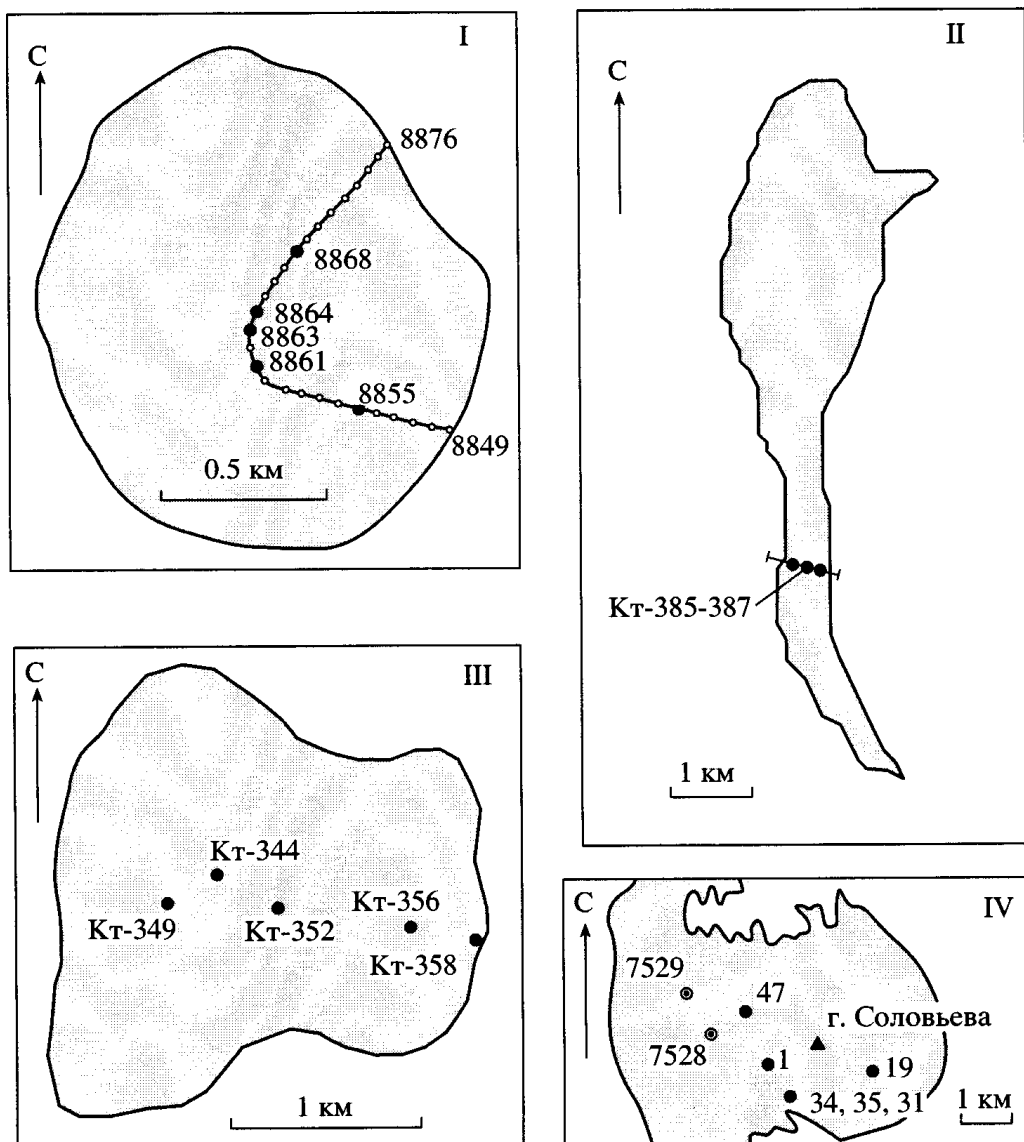 I
С
8876
8868
8864
8863
8861
8855
8849
0.5 км
II
С
Кт-385-387
1 км
III
С
Кт-344
Кт-349
Кт-352
Кт-356
Кт-358
1 км
IV
С
7529
47
7528
г. Соловьева
1
19
34, 35, 31
1 км